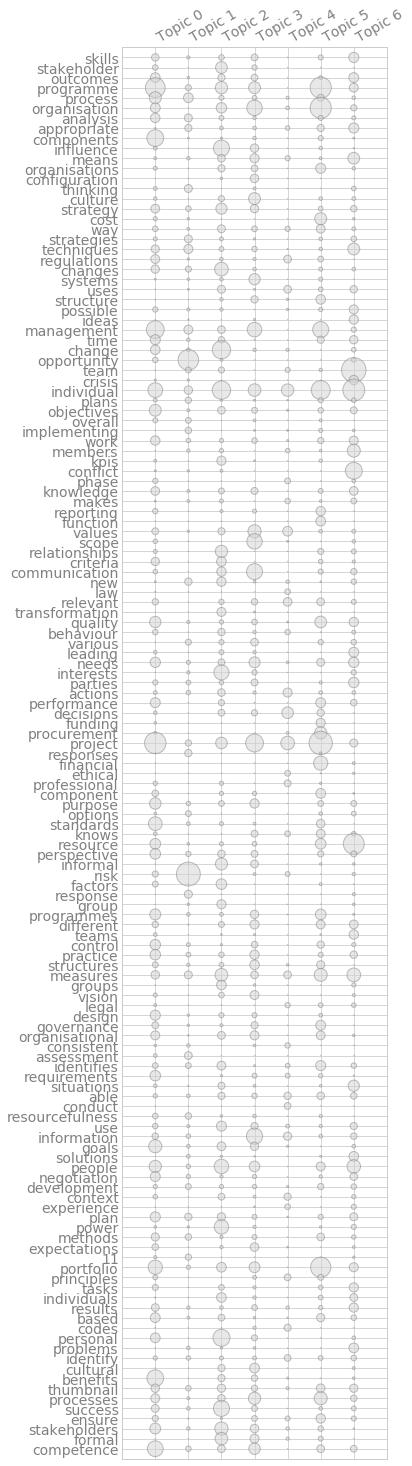 Topic 0
Topic 1
Topic 2
Topic 3
Topic 4
Topic 5
Topic 6
skills
stakeholder
outcomes
programme
process
organisation
analysis
appropriate
components
influence
means
organisations
configuration
thinking
culture
strategy
cost
way
strategies
techniques
regulations
changes
systems
uses
structure
possible
ideas
management
time
change
opportunity
team
crisis
individual
plans
objectives
overall
implementing
work
members
kpis
conflict
phase
knowledge
makes
reporting
function
values
scope
relationships
criteria
communication
new
law
relevant
transformation
quality
behaviour
various
leading
needs
interests
parties
actions
performance
decisions
funding
procurement
project
responses
financial
ethical
professional
component
purpose
options
standards
knows
resource
perspective
informal
risk
factors
response
group
programmes
different
teams
control
practice
structures
measures
groups
vision
legal
design
governance
organisational
consistent
assessment
identifies
requirements
situations
able
conduct
resourcefulness
use
information
goals
solutions
people
negotiation
development
context
experience
plan
power
methods
expectations
11
portfolio
principles
tasks
individuals
results
based
codes
personal
problems
identify
cultural
benefits
thumbnail
processes
success
ensure
stakeholders
formal
competence